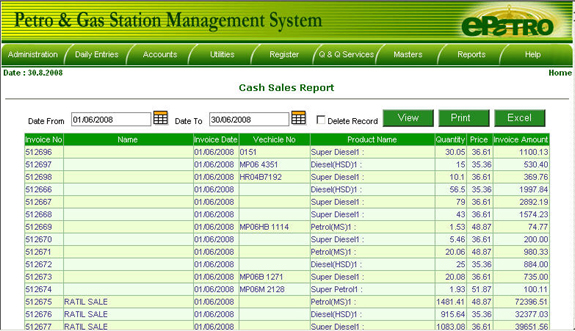 Petro & Gas Station Management System
ePetro
Administration Daily Entries Accounts Utilities Register Q & Q Services Masters Reports Help
Date : 30.8.2008 Home
Cash Sales Report
Date From 01/06/2008 Date To 30/06/2008 Delete Record View Print Excel
Invoice No Name Invoice Date Vechicle No Product Name Quantity Price Invoice Amount
512696 01/06/2008 0151 Super Diesel1 : 30.05 36.61 1100.13
512697 01/06/2008 MP06 4351 Diesel(HSD)1 : 15 35.36 530.40
512698 01/06/2008 HR04B7192 Super Diesel1 : 10.1 36.61 369.76
512666 01/06/2008 Diesel(HSD)1 : 56.5 35.36 1997.84
512667 01/06/2008 Super Diesel1 : 79 36.61 2892.19
512668 01/06/2008 Super Diesel1 : 43 36.61 1574.23
512669 01/06/2008 MP06HB 1114 Petrol(MS)1 : 1.53 48.87 74.77
512670 01/06/2008 Super Diesel1 : 5.46 36.61 200.00
512671 01/06/2008 Petrol(MS)1 : 20.06 48.87 980.33
512672 01/06/2008 Diesel(HSD)1 : 25 35.36 884.00
512673 01/06/2008 MP06B 1271 Super Diesel1 : 20.08 36.61 735.00
512674 01/06/2008 MP06M 2128 Super Petrol1 : 1.93 51.87 100.11
512675 RATIL SALE 01/06/2008 Petrol(MS)1 : 1481.41 48.87 72396.51
512676 RATIL SALE 01/06/2008 Diesel(HSD)1 : 915.64 35.36 32377.03
512677 RATIL SALE 01/06/2008 Super Diesel1 : 1083.08 36.61 39651.56